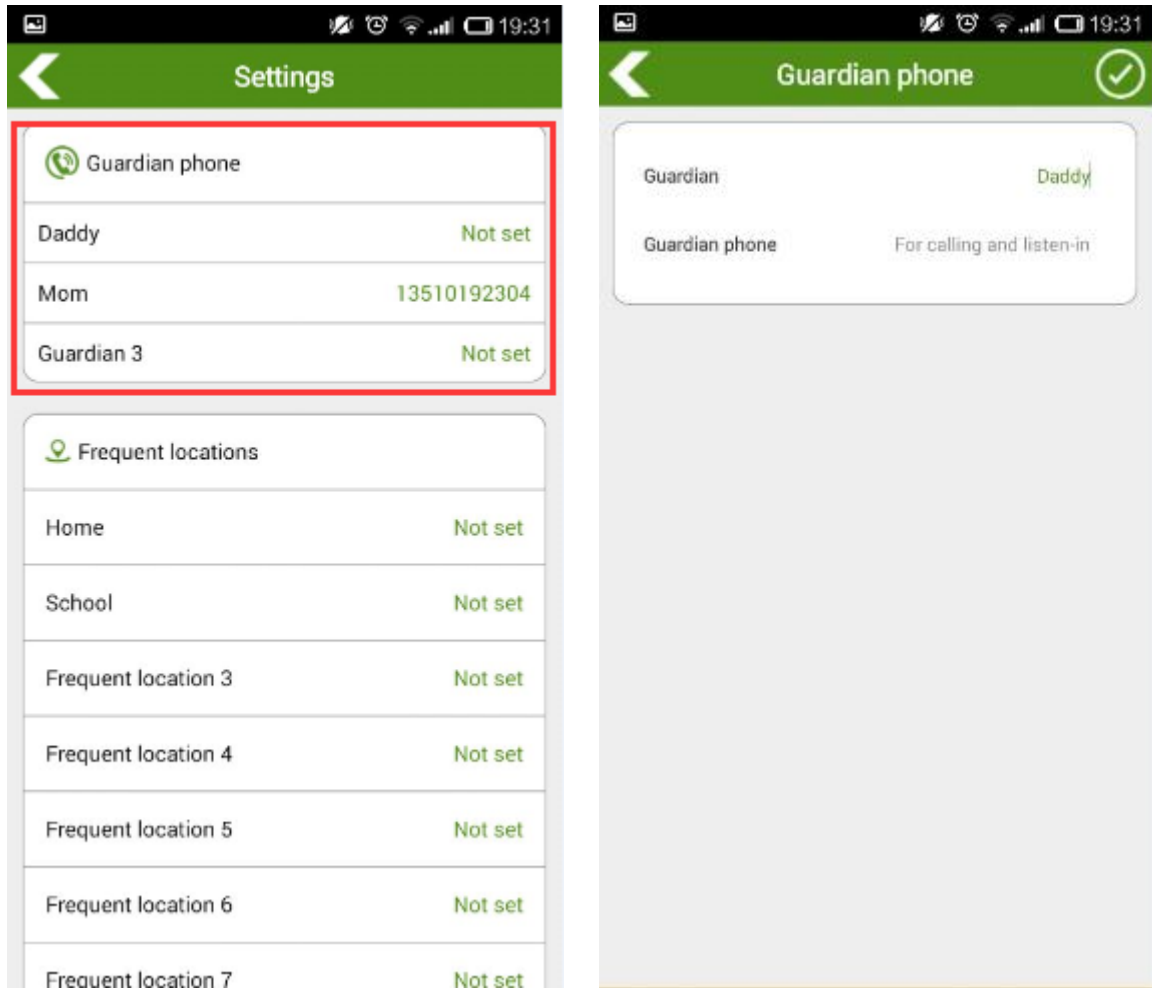 19:31
Settings
Guardian phone
Daddy Not set
Mom 13510192304
Guardian 3 Not set
Frequent locations
Home Not set
School Not set
Frequent location 3 Not set
Frequent location 4 Not set
Frequent location 5 Not set
Frequent location 6 Not set
Frequent location 7 Not set
19:31
Guardian phone
Guardian Daddy
Guardian phone For calling and listen-in